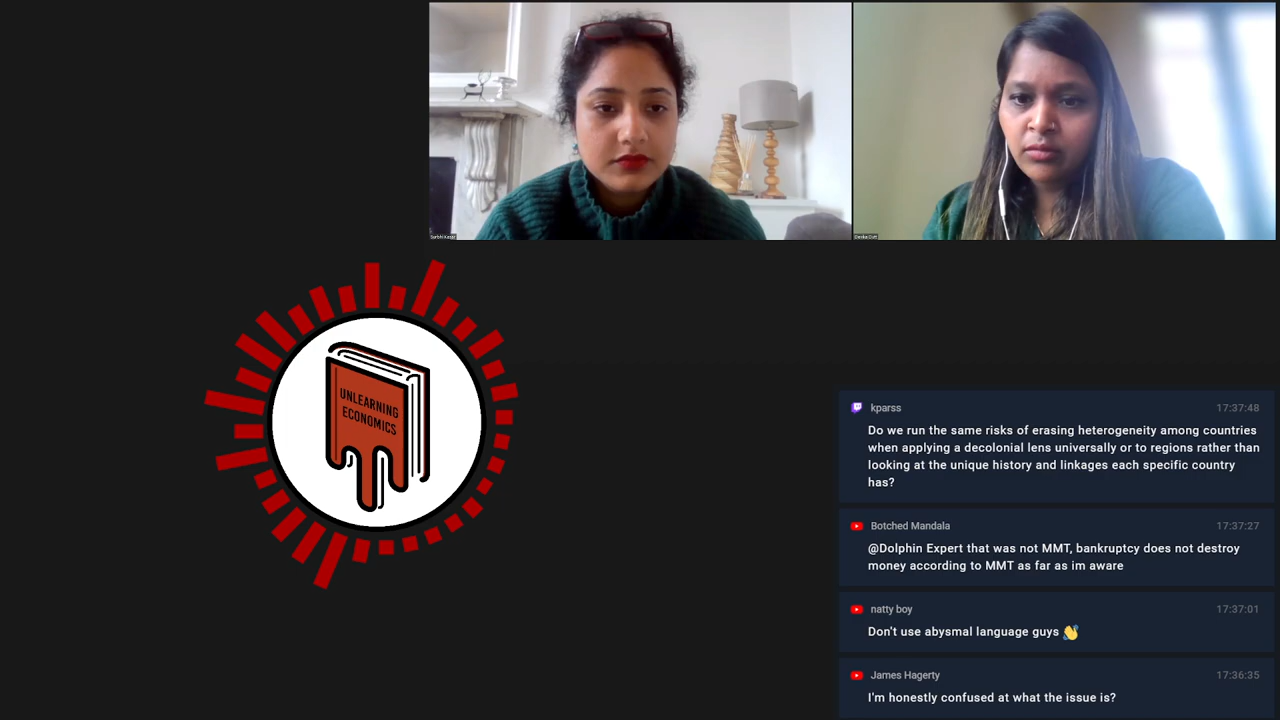 Surbhi Kesar
Devika Dutt
UNLEARNING
ECONOMICS
kparss 17:37:48
Do we run the same risks of erasing heterogeneity among countries
when applying a decolonial lens universally or to regions rather than
looking at the unique history and linkages each specific country
has?
Botched Mandala 17:37:27
@Dolphin Expert that was not MMT, bankruptcy does not destroy
money according to MMT as far as im aware
natty boy 17:37:01
Don't use abysmal language guys 👋
James Hagerty 17:36:35
I'm honestly confused at what the issue is?